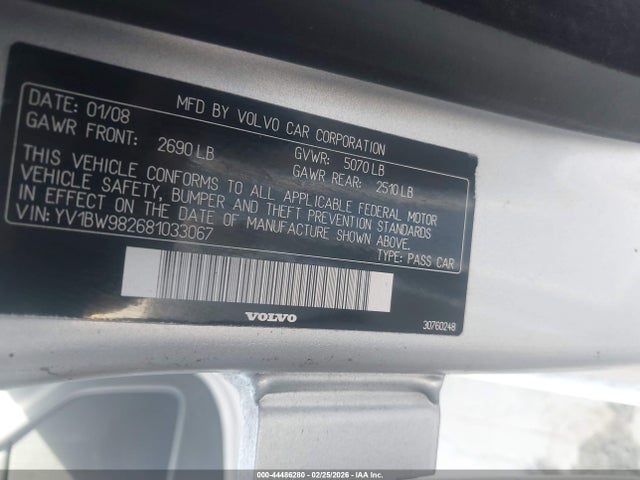 DATE: 01/08 MFD BY VOLVO CAR CORPORATION
GAWR FRONT: 2690 LB GVWR: 5070 LB
GAWR REAR: 2510 LB
THIS VEHICLE CONFORMS TO ALL APPLICABLE FEDERAL MOTOR
VEHICLE SAFETY, BUMPER AND THEFT PREVENTION STANDARDS
IN EFFECT ON THE DATE OF MANUFACTURE SHOWN ABOVE.
VIN: YV1BW982681033067 TYPE: PASS CAR
VOLVO
30760248
000-44486280 - 02/25/2026 - IAAI.COM